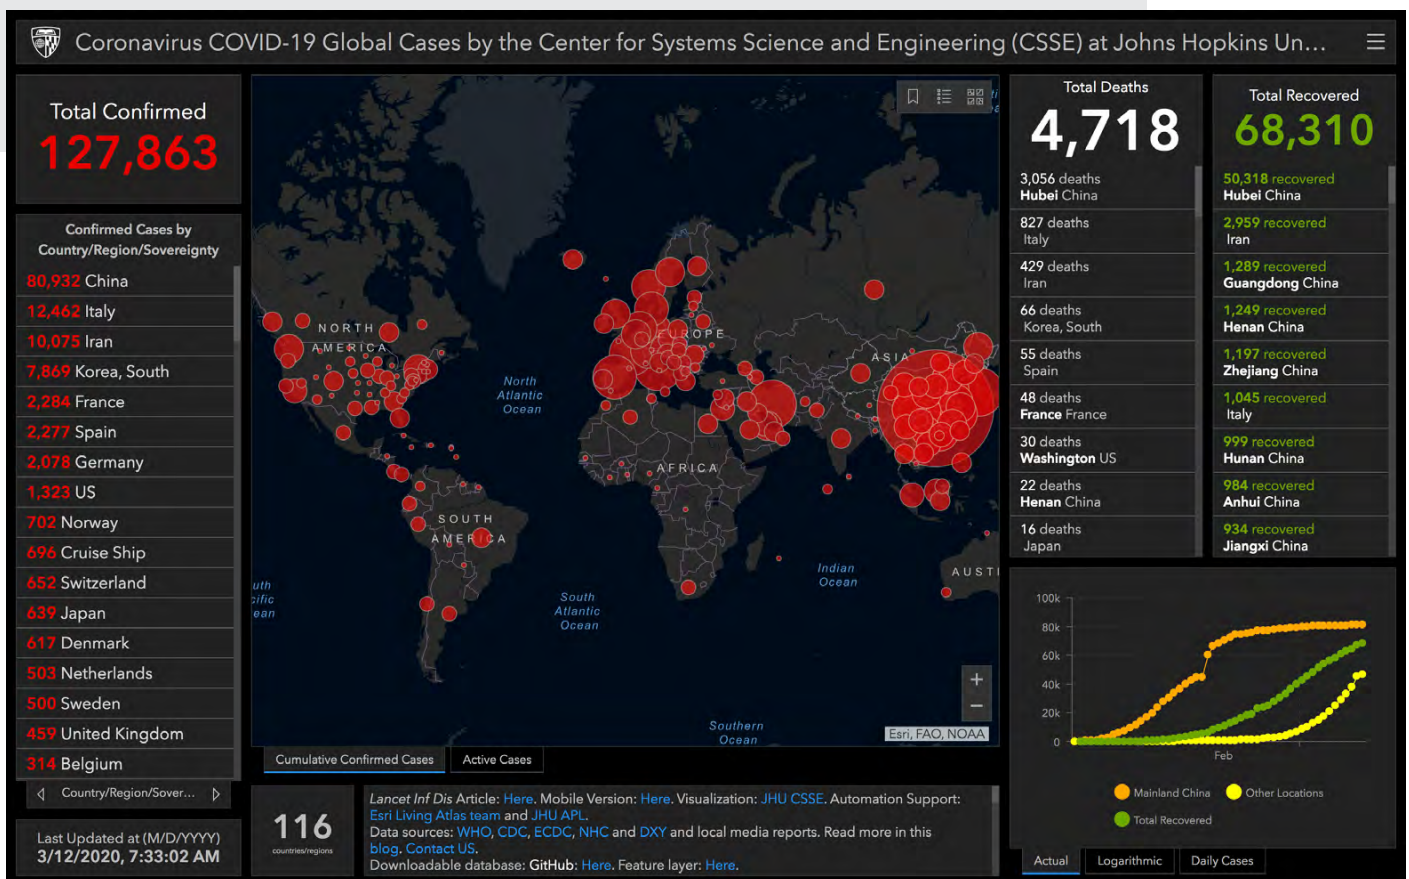 Coronavirus COVID-19 Global Cases by the Center for Systems Science and Engineering (CSSE) at Johns Hopkins Un...
Total Confirmed
127,863
Confirmed Cases by
Country/Region/Sovereignty
80,932 China
12,462 Italy
10,075 Iran
7,869 Korea, South
2,284 France
2,277 Spain
2,078 Germany
1,323 US
702 Norway
696 Cruise Ship
652 Switzerland
639 Japan
617 Denmark
503 Netherlands
500 Sweden
459 United Kingdom
314 Belgium
Country/Region/Sover...
Last Updated at (M/D/YYYY)
3/12/2020, 7:33:02 AM
NORTH
AMERICA
North
Atlantic
Ocean
EUROPE
ASIA
AFRICA
SOUTH
AMERICA
uth
cific
ean
South
Atlantic
Ocean
Indian
Ocean
AUSTI
Southern
Ocean
+
−
Esri, FAO, NOAA
Cumulative Confirmed Cases
Active Cases
116
countries/regions
Lancet Inf Dis Article: Here. Mobile Version: Here. Visualization: JHU CSSE. Automation Support:
Esri Living Atlas team and JHU APL.
Data sources: WHO, CDC, ECDC, NHC and DXY and local media reports. Read more in this
blog. Contact US.
Downloadable database: GitHub: Here. Feature layer: Here.
Total Deaths
4,718
3,056 deaths
Hubei China
827 deaths
Italy
429 deaths
Iran
66 deaths
Korea, South
55 deaths
Spain
48 deaths
France France
30 deaths
Washington US
22 deaths
Henan China
16 deaths
Japan
Total Recovered
68,310
50,318 recovered
Hubei China
2,959 recovered
Iran
1,289 recovered
Guangdong China
1,249 recovered
Henan China
1,197 recovered
Zhejiang China
1,045 recovered
Italy
999 recovered
Hunan China
984 recovered
Anhui China
934 recovered
Jiangxi China
100k
80k
60k
40k
20k
0
Feb
Mainland China
Other Locations
Total Recovered
Actual
Logarithmic
Daily Cases